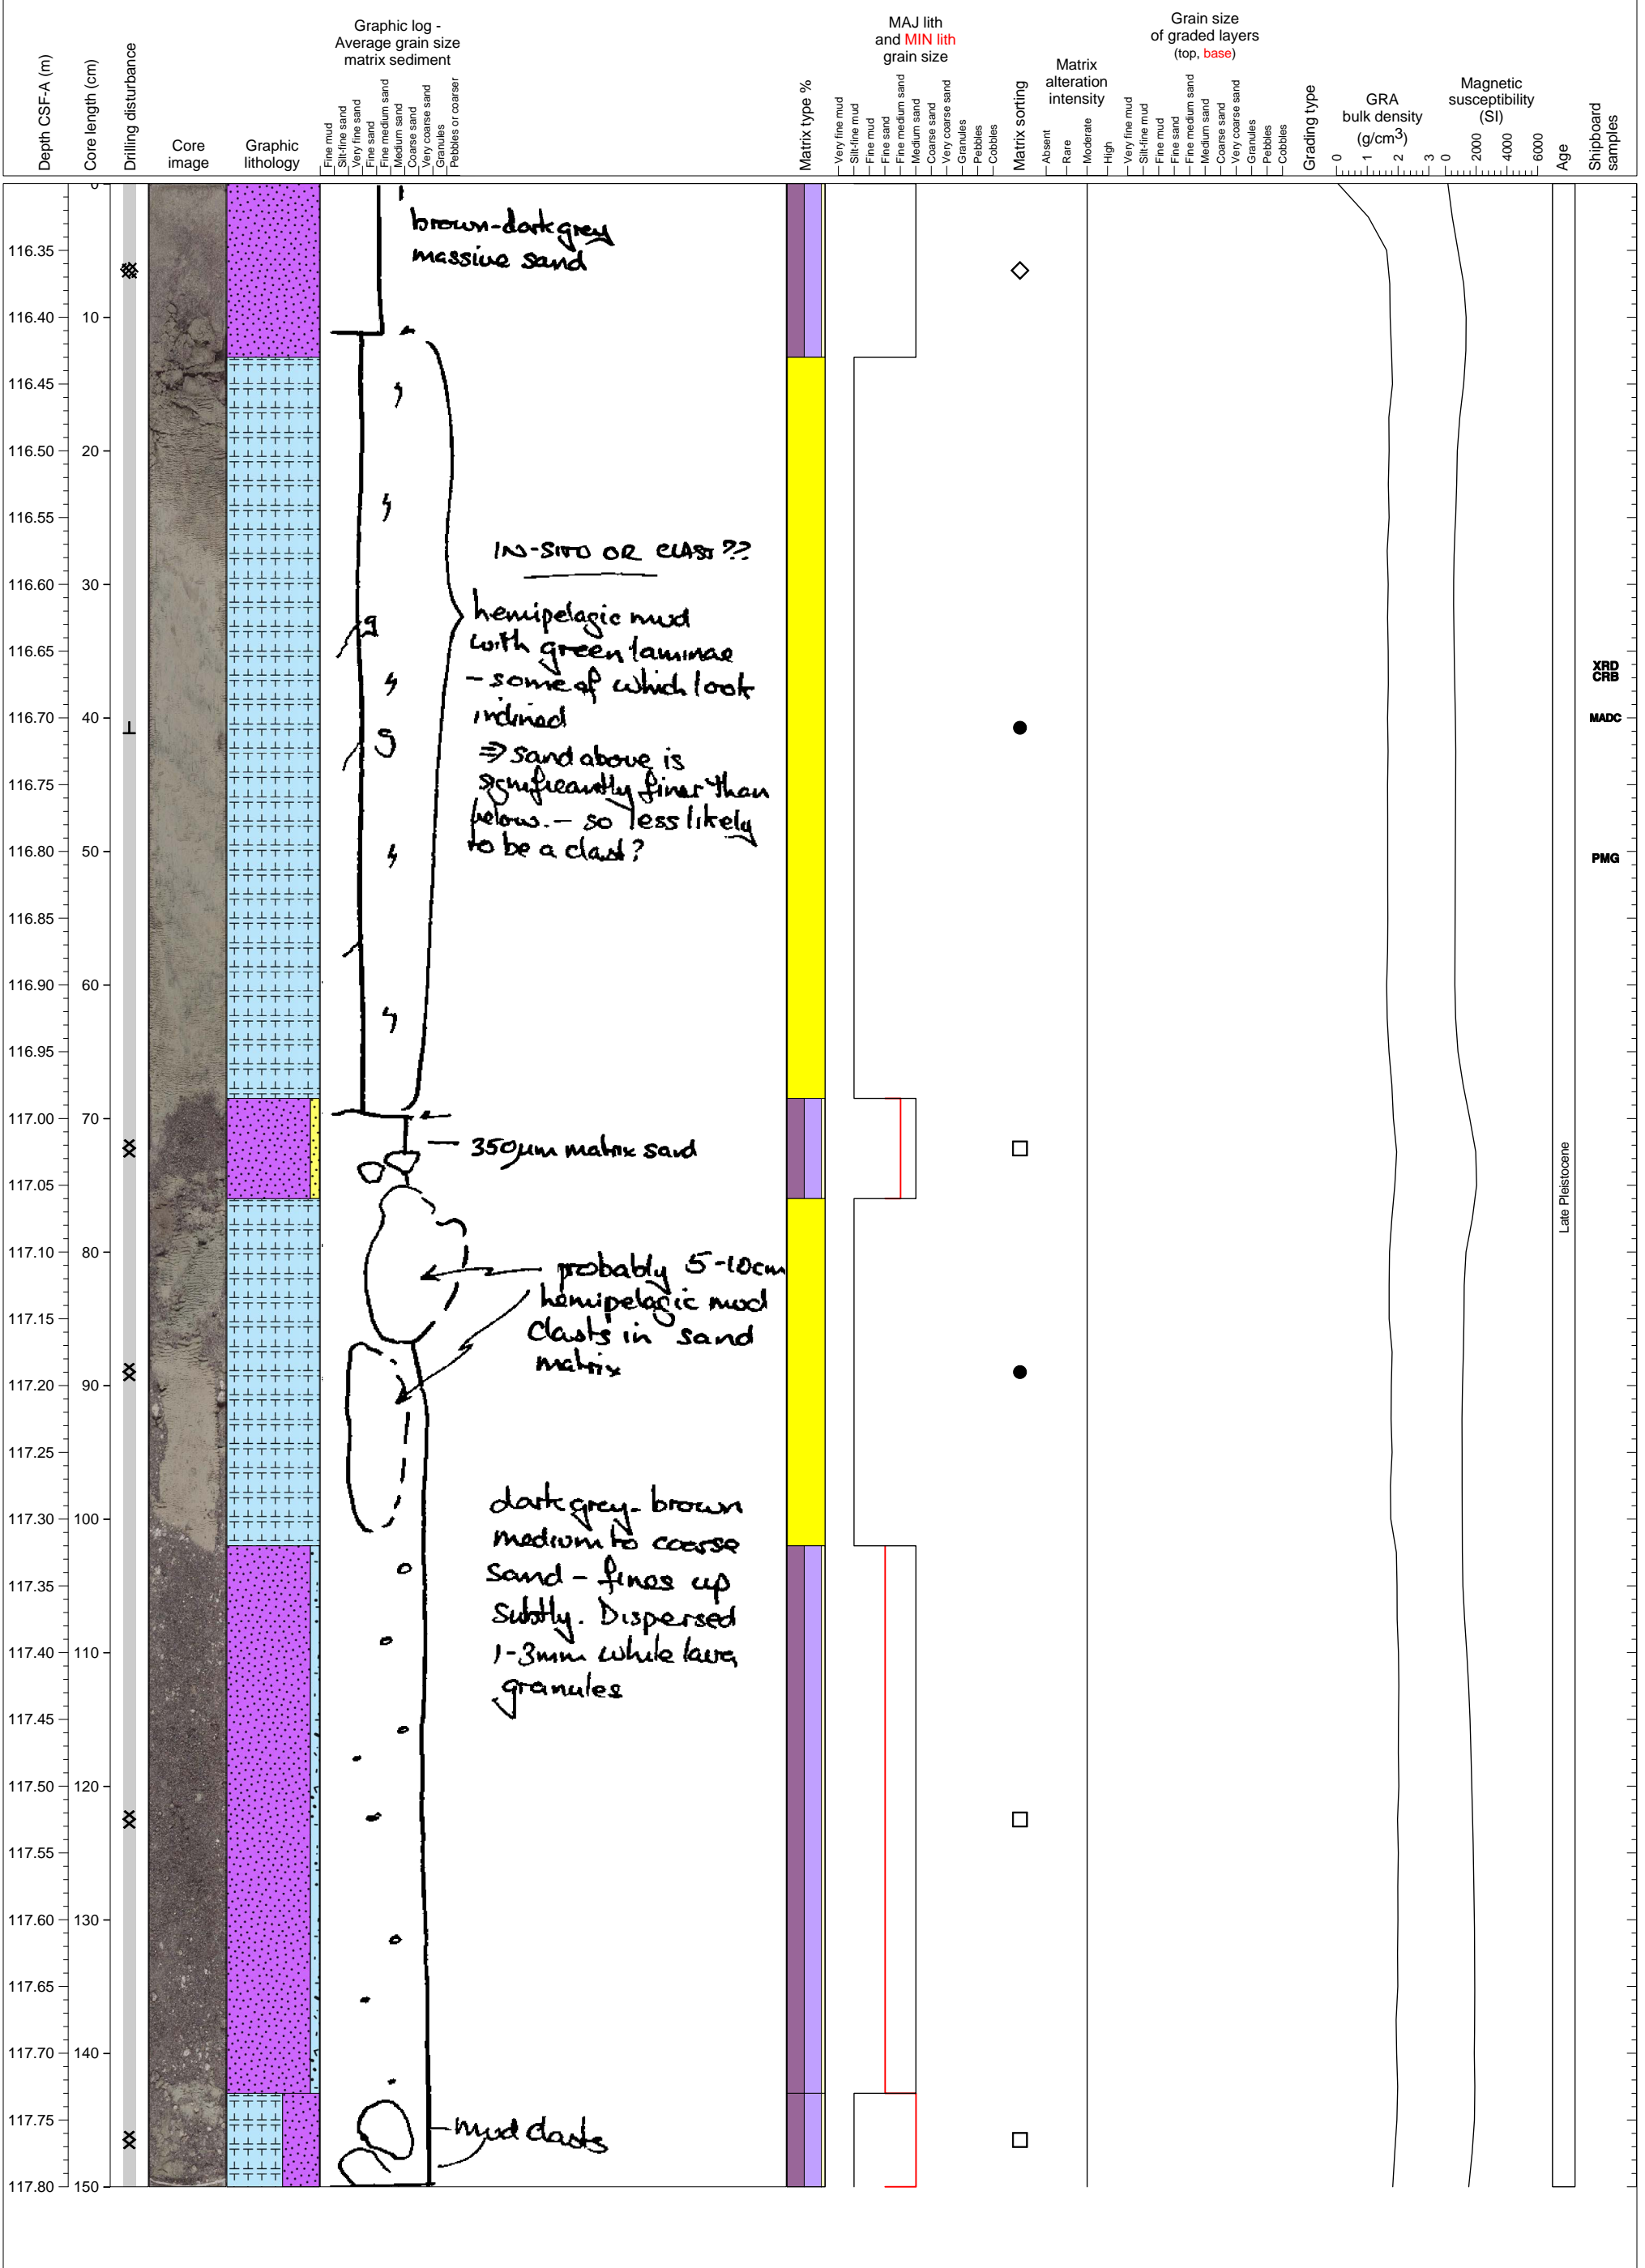 Depth CSF-A (m)
Core length (cm)
Drilling disturbance
Core
image
Graphic
lithology
Graphic log -
Average grain size
matrix sediment
Fine mud
Silt-fine sand
Very fine sand
Fine sand
Fine medium sand
Medium sand
Coarse sand
Very coarse sand
Granules
Pebbles or coarser
Matrix type %
MAJ lith
and MIN lith
grain size
Very fine mud
Silt-fine mud
Fine mud
Fine sand
Fine medium sand
Medium sand
Coarse sand
Very coarse sand
Granules
Pebbles
Cobbles
Matrix sorting
Matrix
alteration
intensity
Absent
Rare
Moderate
High
Grain size
of graded layers
(top, base)
Very fine mud
Silt-fine mud
Fine mud
Fine sand
Fine medium sand
Medium sand
Coarse sand
Very coarse sand
Granules
Pebbles
Cobbles
Grading type
GRA
bulk density
(g/cm3)
0 1 2 3
Magnetic
susceptibility
(SI)
0 2000 4000 6000
Age
Shipboard
samples
0
116.35
116.40 10
116.45
116.50 20
116.55
116.60 30
116.65
116.70 40
116.75
116.80 50
116.85
116.90 60
116.95
117.00 70
117.05
117.10 80
117.15
117.20 90
117.25
117.30 100
117.35
117.40 110
117.45
117.50 120
117.55
117.60 130
117.65
117.70 140
117.75
117.80 150
brown-dark grey
massive sand
IN-SITU OR CLAST??
hemipelagic mud
with green laminae
- some of which look
inclined
⇒ sand above is
significantly finer than
below. - so less likely
to be a clast?
g
350μm matrix sand
probably 5-10cm
hemipelagic mud
clasts in sand
matrix
dark grey-brown
medium to coarse
sand - fines up
subtly. Dispersed
1-3mm white lava
granules
mud clasts
XRD
CRB
MADC
PMG
Late Pleistocene